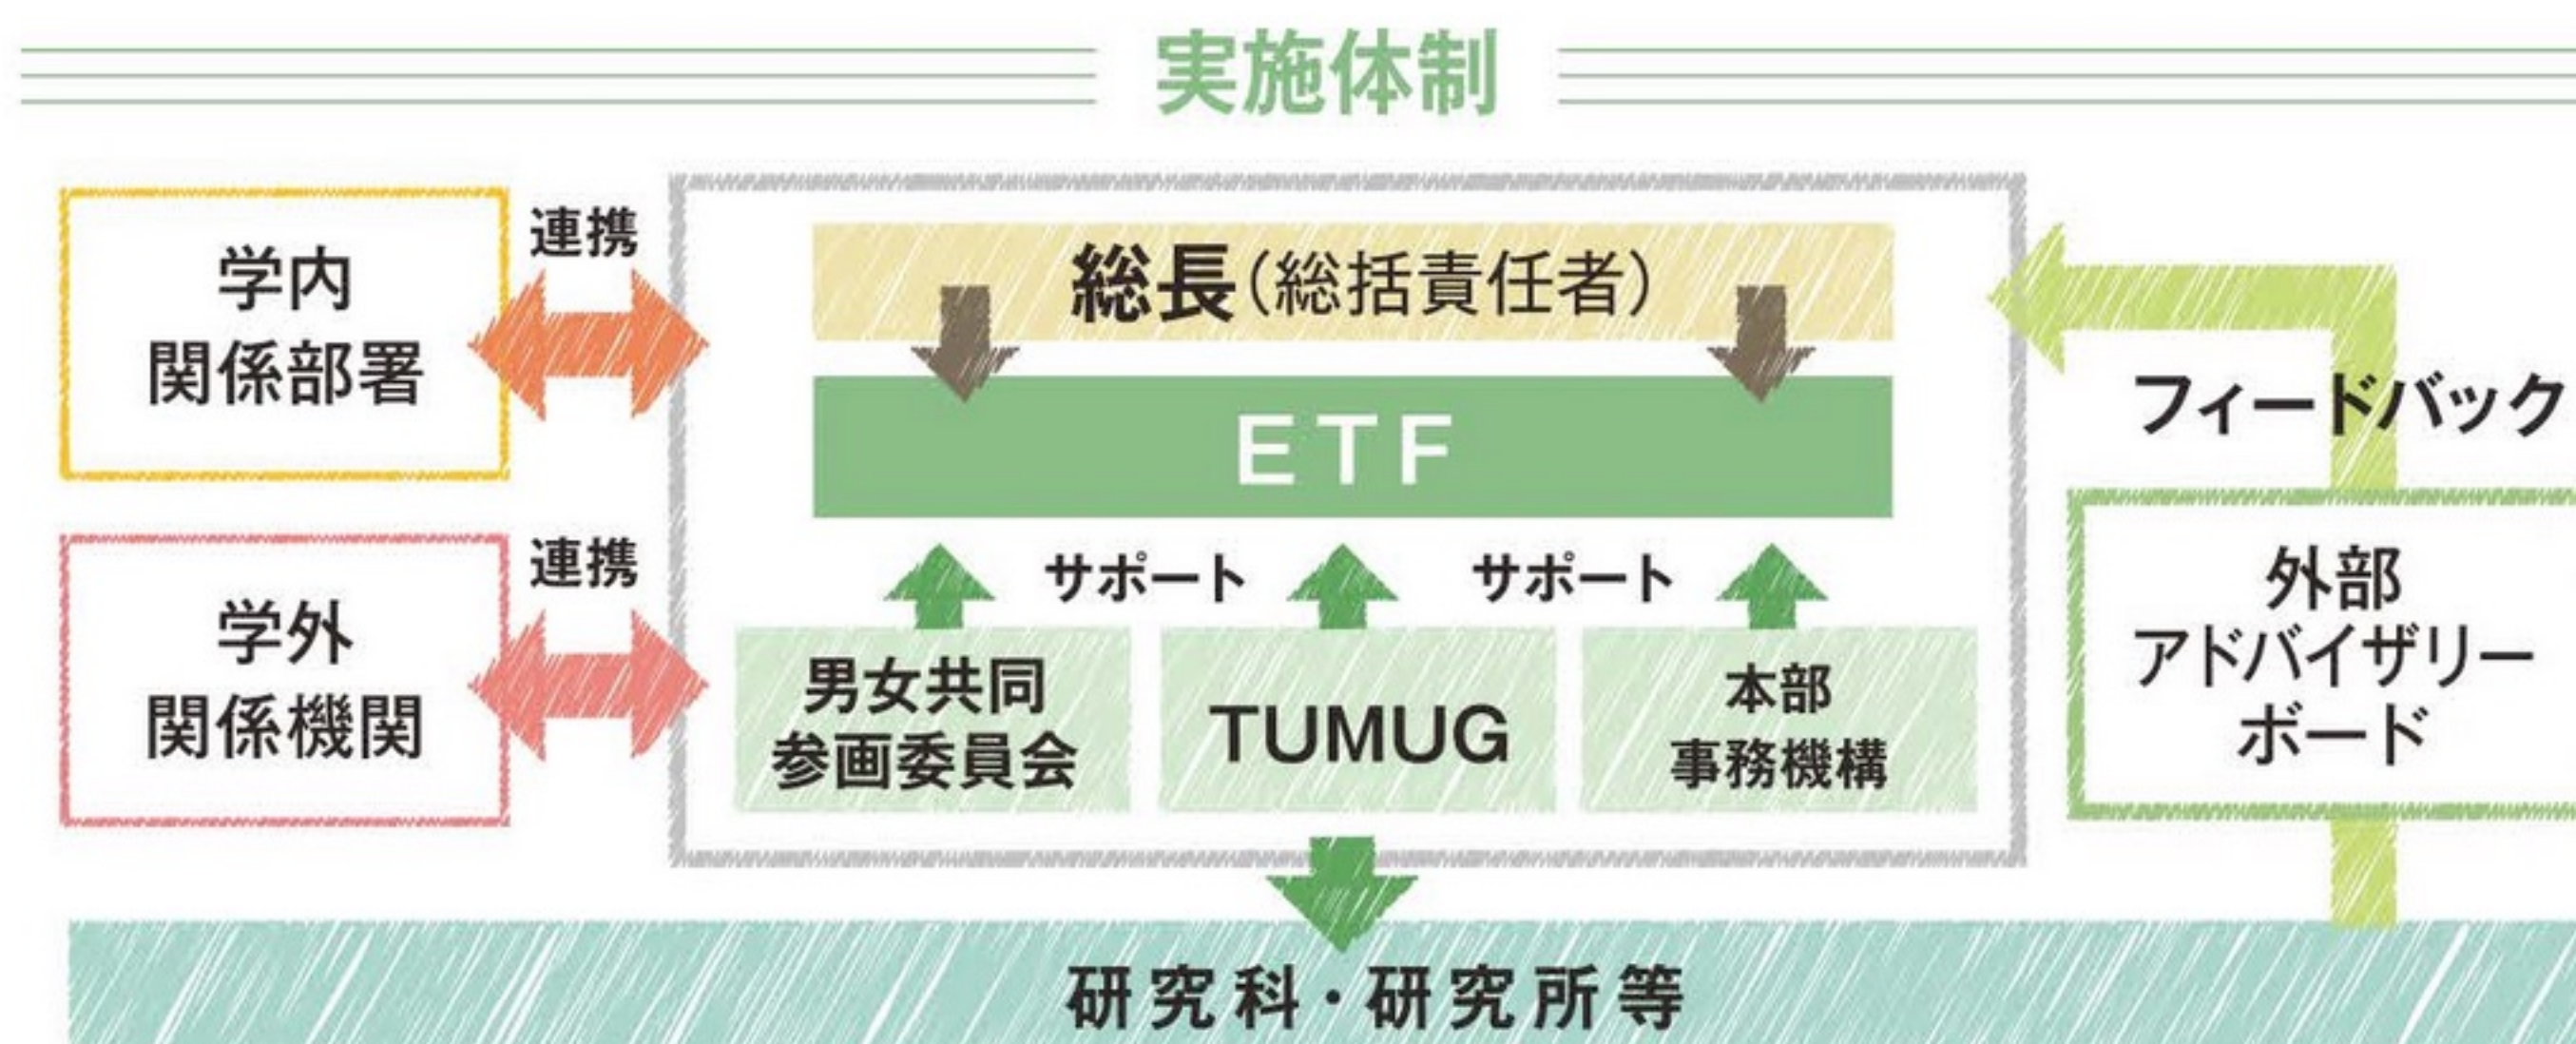 実施体制
学内
関係部署
連携
総長(総括責任者)
ETF
フィードバック
学外
関係機関
連携
サポート
サポート
男女共同
参画委員会
TUMUG
本部
事務機構
外部
アドバイザリー
ボード
研究科・研究所等